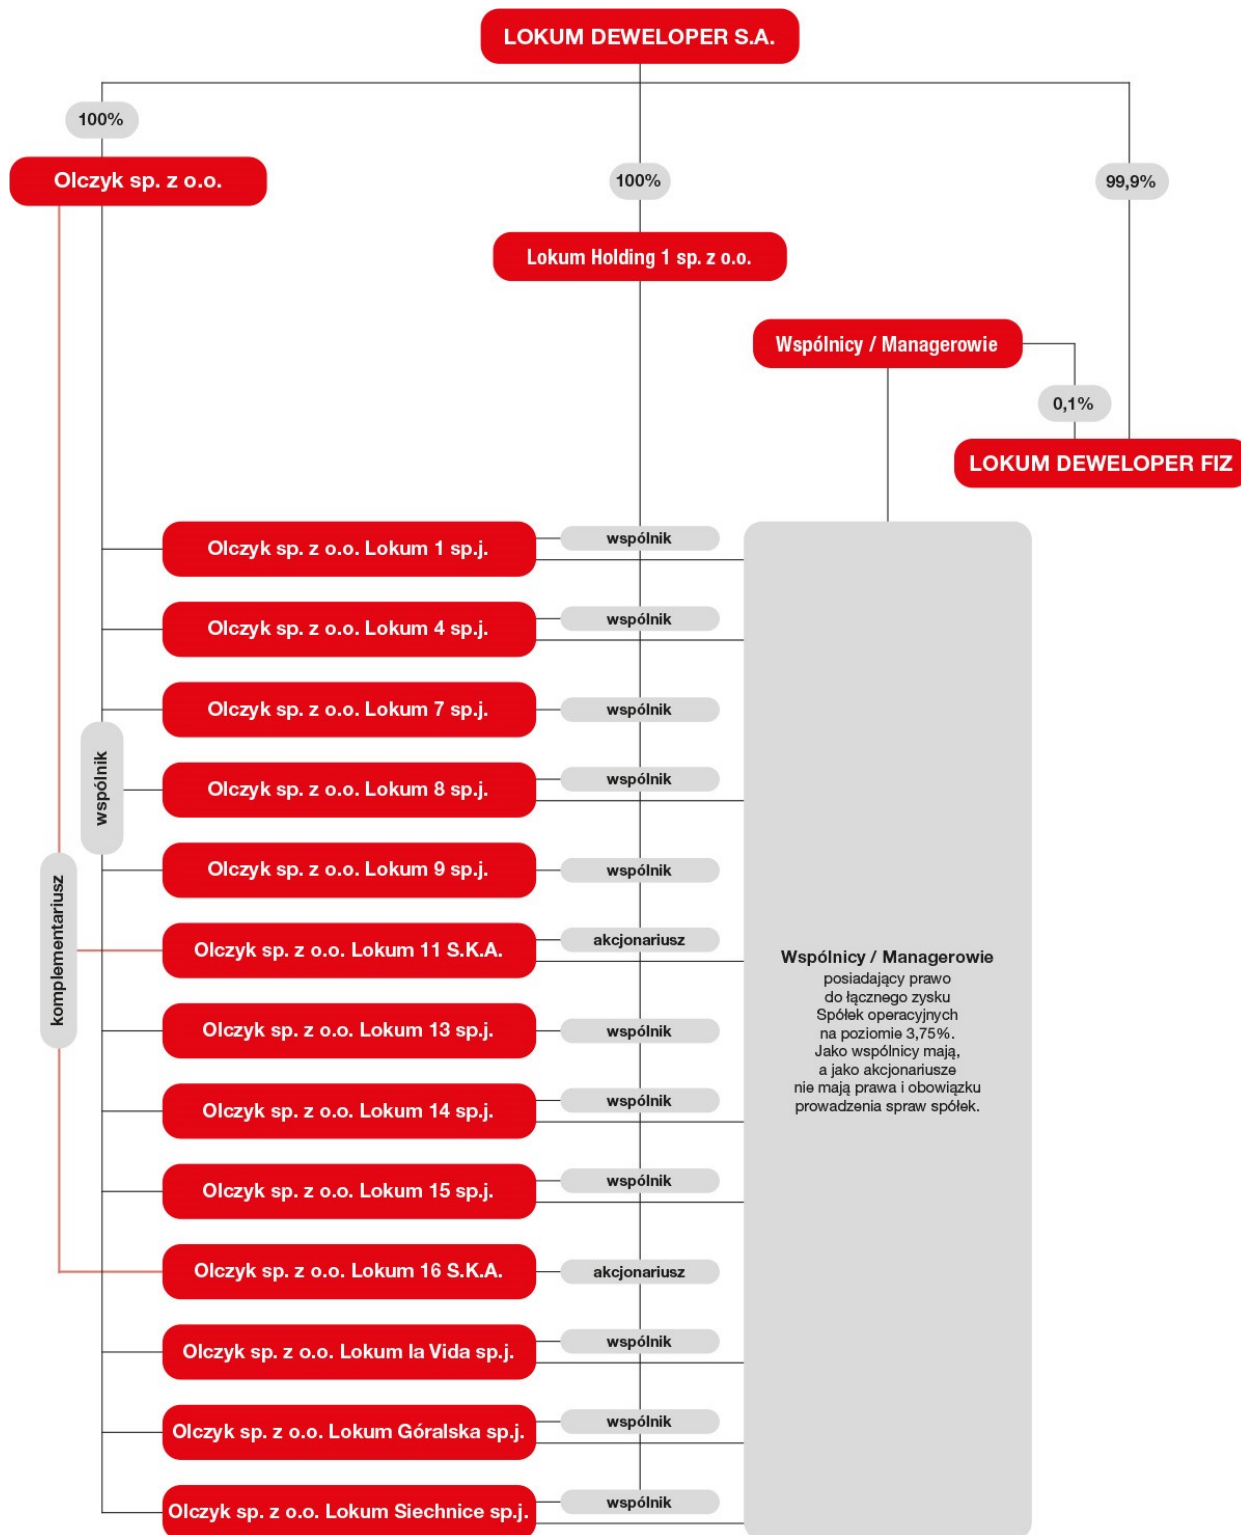 LOKUM DEWELOPER S.A.
100%
Olczyk sp. z o.o.
100%
99,9%
Lokum Holding 1 sp. z o.o.
Wspólnicy / Managerowie
0,1%
LOKUM DEWELOPER FIZ
wspólnik
komplementariusz
Olczyk sp. z o.o. Lokum 1 sp.j.
wspólnik
Olczyk sp. z o.o. Lokum 4 sp.j.
wspólnik
Olczyk sp. z o.o. Lokum 7 sp.j.
wspólnik
Olczyk sp. z o.o. Lokum 8 sp.j.
wspólnik
Olczyk sp. z o.o. Lokum 9 sp.j.
wspólnik
Olczyk sp. z o.o. Lokum 11 S.K.A.
akcjonariusz
Olczyk sp. z o.o. Lokum 13 sp.j.
wspólnik
Olczyk sp. z o.o. Lokum 14 sp.j.
wspólnik
Olczyk sp. z o.o. Lokum 15 sp.j.
wspólnik
Olczyk sp. z o.o. Lokum 16 S.K.A.
akcjonariusz
Olczyk sp. z o.o. Lokum la Vida sp.j.
wspólnik
Olczyk sp. z o.o. Lokum Góralska sp.j.
wspólnik
Olczyk sp. z o.o. Lokum Siechnice sp.j.
wspólnik
Wspólnicy / Managerowie
posiadający prawo
do łącznego zysku
Spółek operacyjnych
na poziomie 3,75%.
Jako wspólnicy mają,
a jako akcjonariusze
nie mają prawa i obowiązku
prowadzenia spraw spółek.